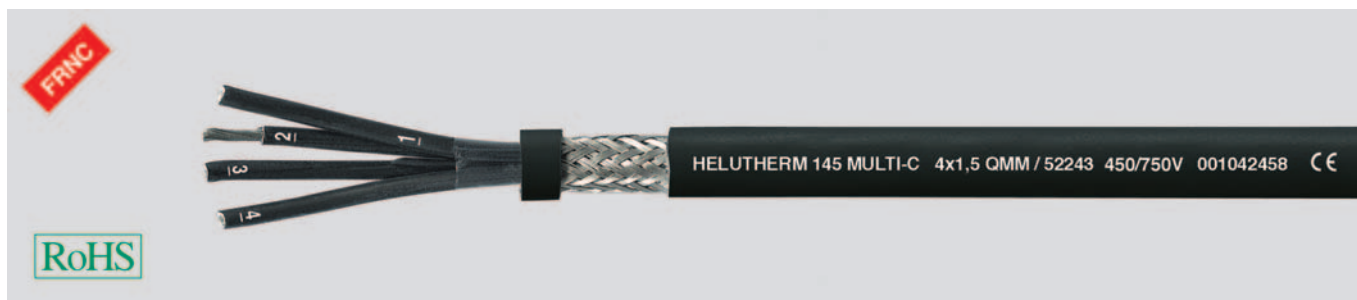 FRNC
1
2
3
4
HELUTHERM 145 MULTI-C 4x1,5 QMM / 52243 450/750V 001042458 CE
RoHS